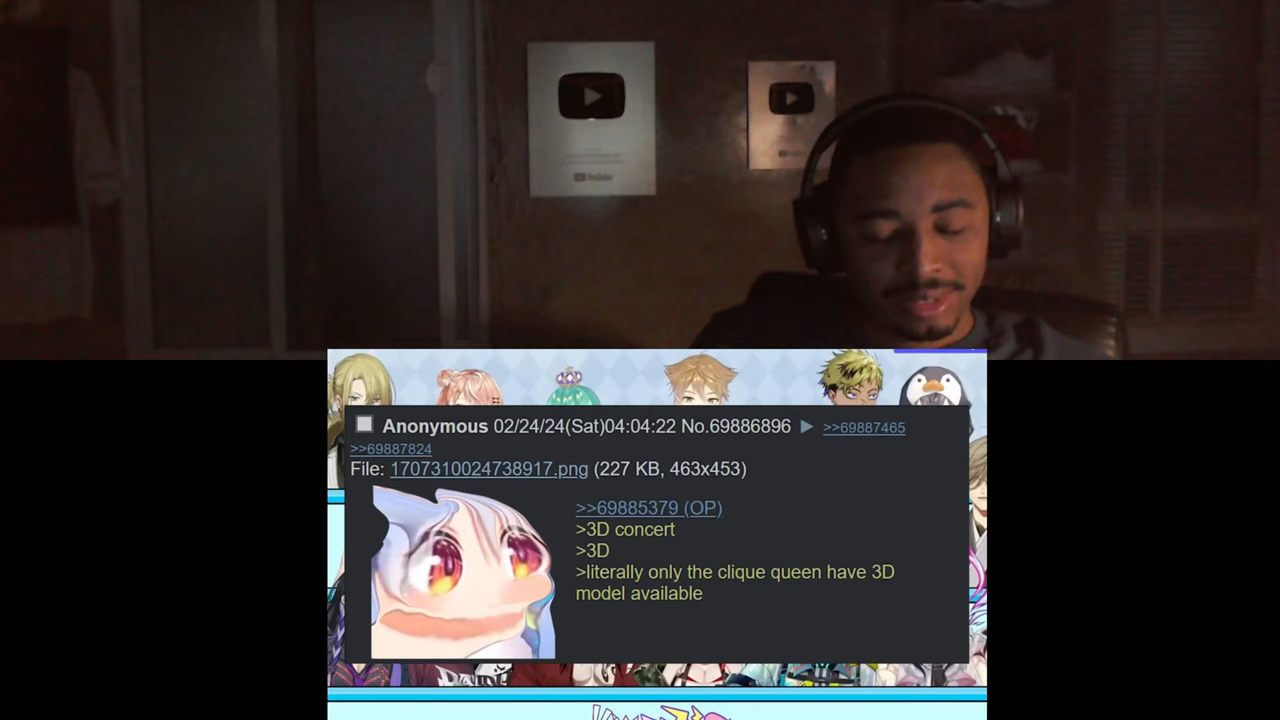 YouTube
Anonymous 02/24/24(Sat)04:04:22 No.69886896 ▶ >>69887465
>>69887824
File: 1707310024738917.png (227 KB, 463x453)
>>69885379 (OP)
>3D concert
>3D
>literally only the clique queen have 3D
model available